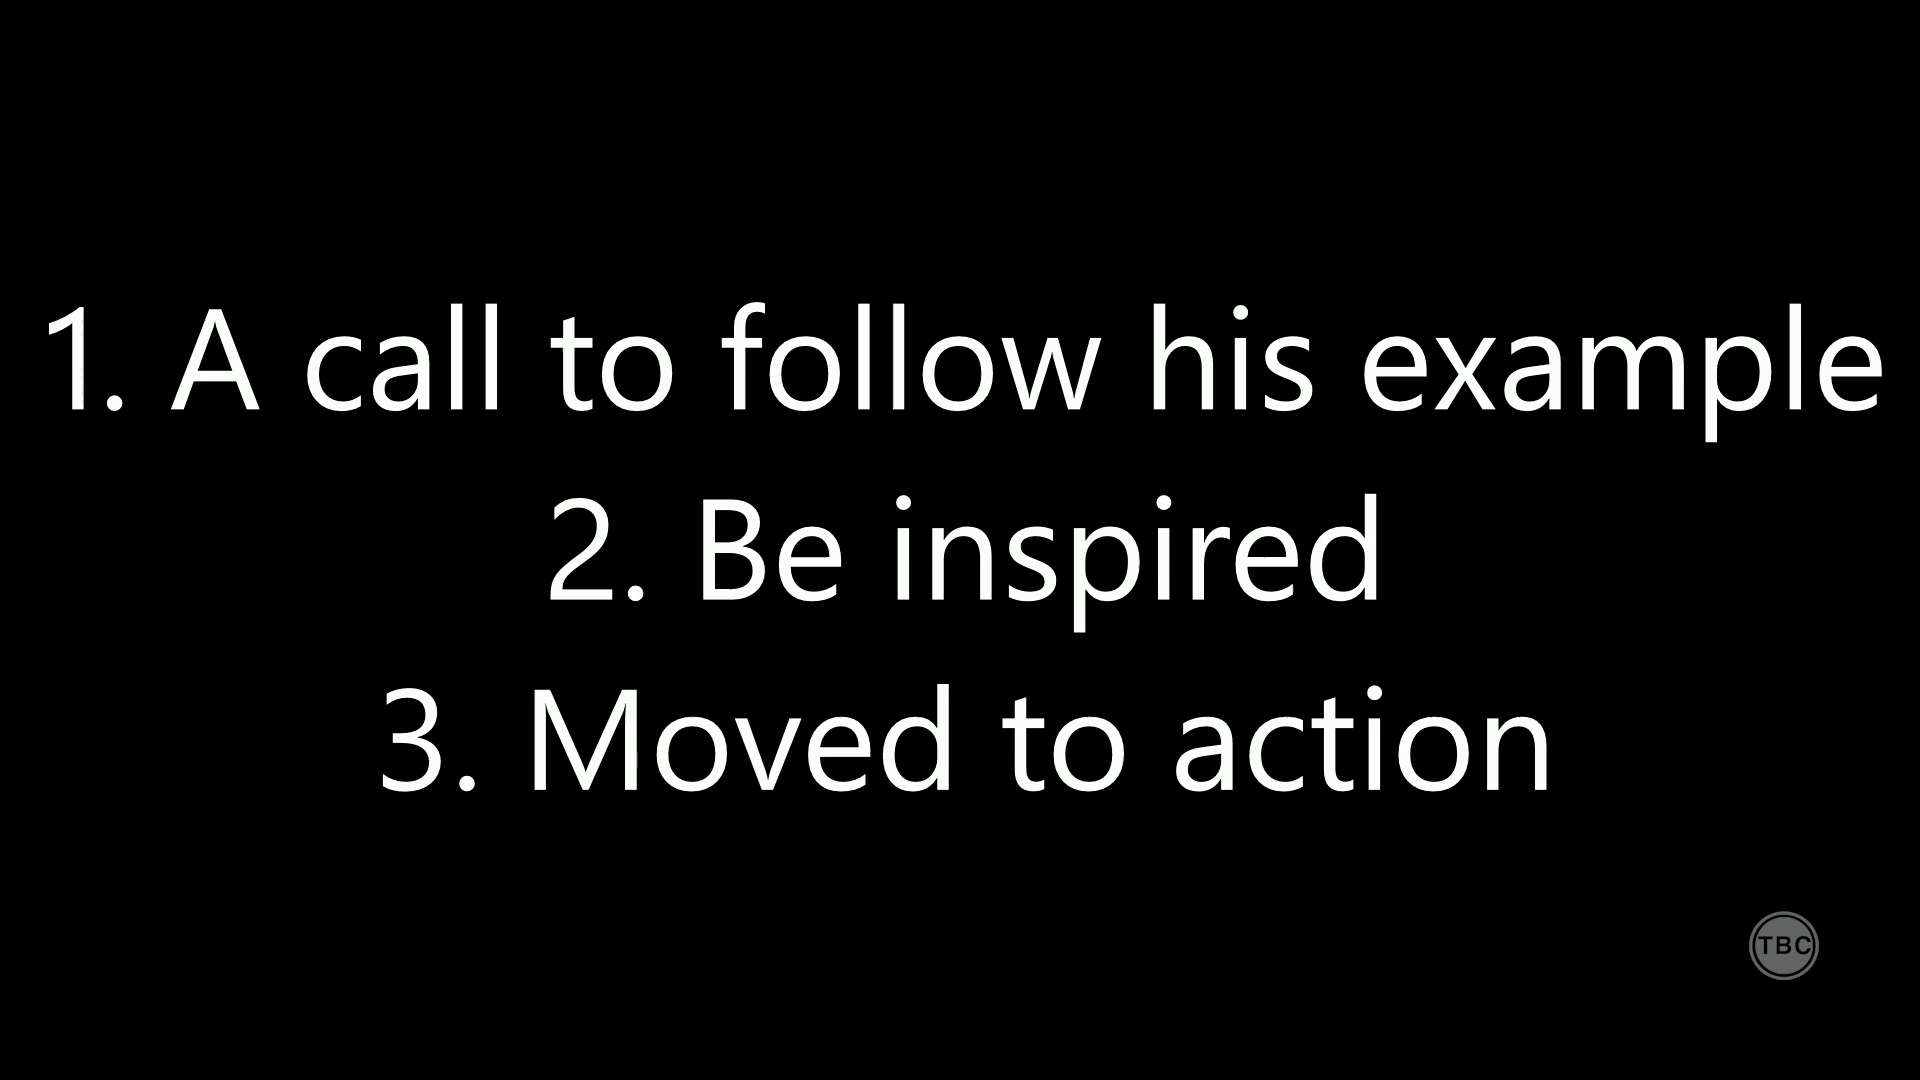 1. A call to follow his example
2. Be inspired
3. Moved to action
TBC